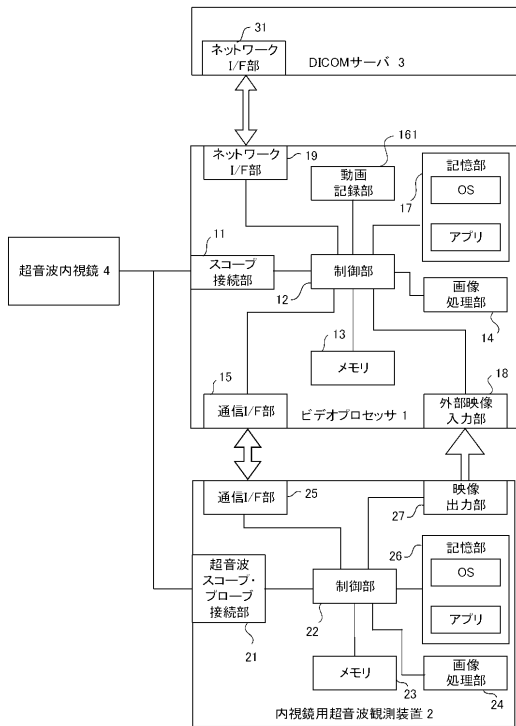 31
ネットワーク
I/F部
DICOMサーバ 3
ネットワーク
I/F部
19
161
動画
記録部
記憶部
17
OS
アプリ
11
スコープ
接続部
超音波内視鏡 4
制御部
12
画像
処理部
14
13
メモリ
15
通信I/F部
ビデオプロセッサ 1
18
外部映像
入力部
通信I/F部
25
映像
出力部
27
26
記憶部
OS
アプリ
超音波
スコープ・
プローブ
接続部
21
制御部
22
メモリ
23
画像
処理部
24
内視鏡用超音波観測装置 2